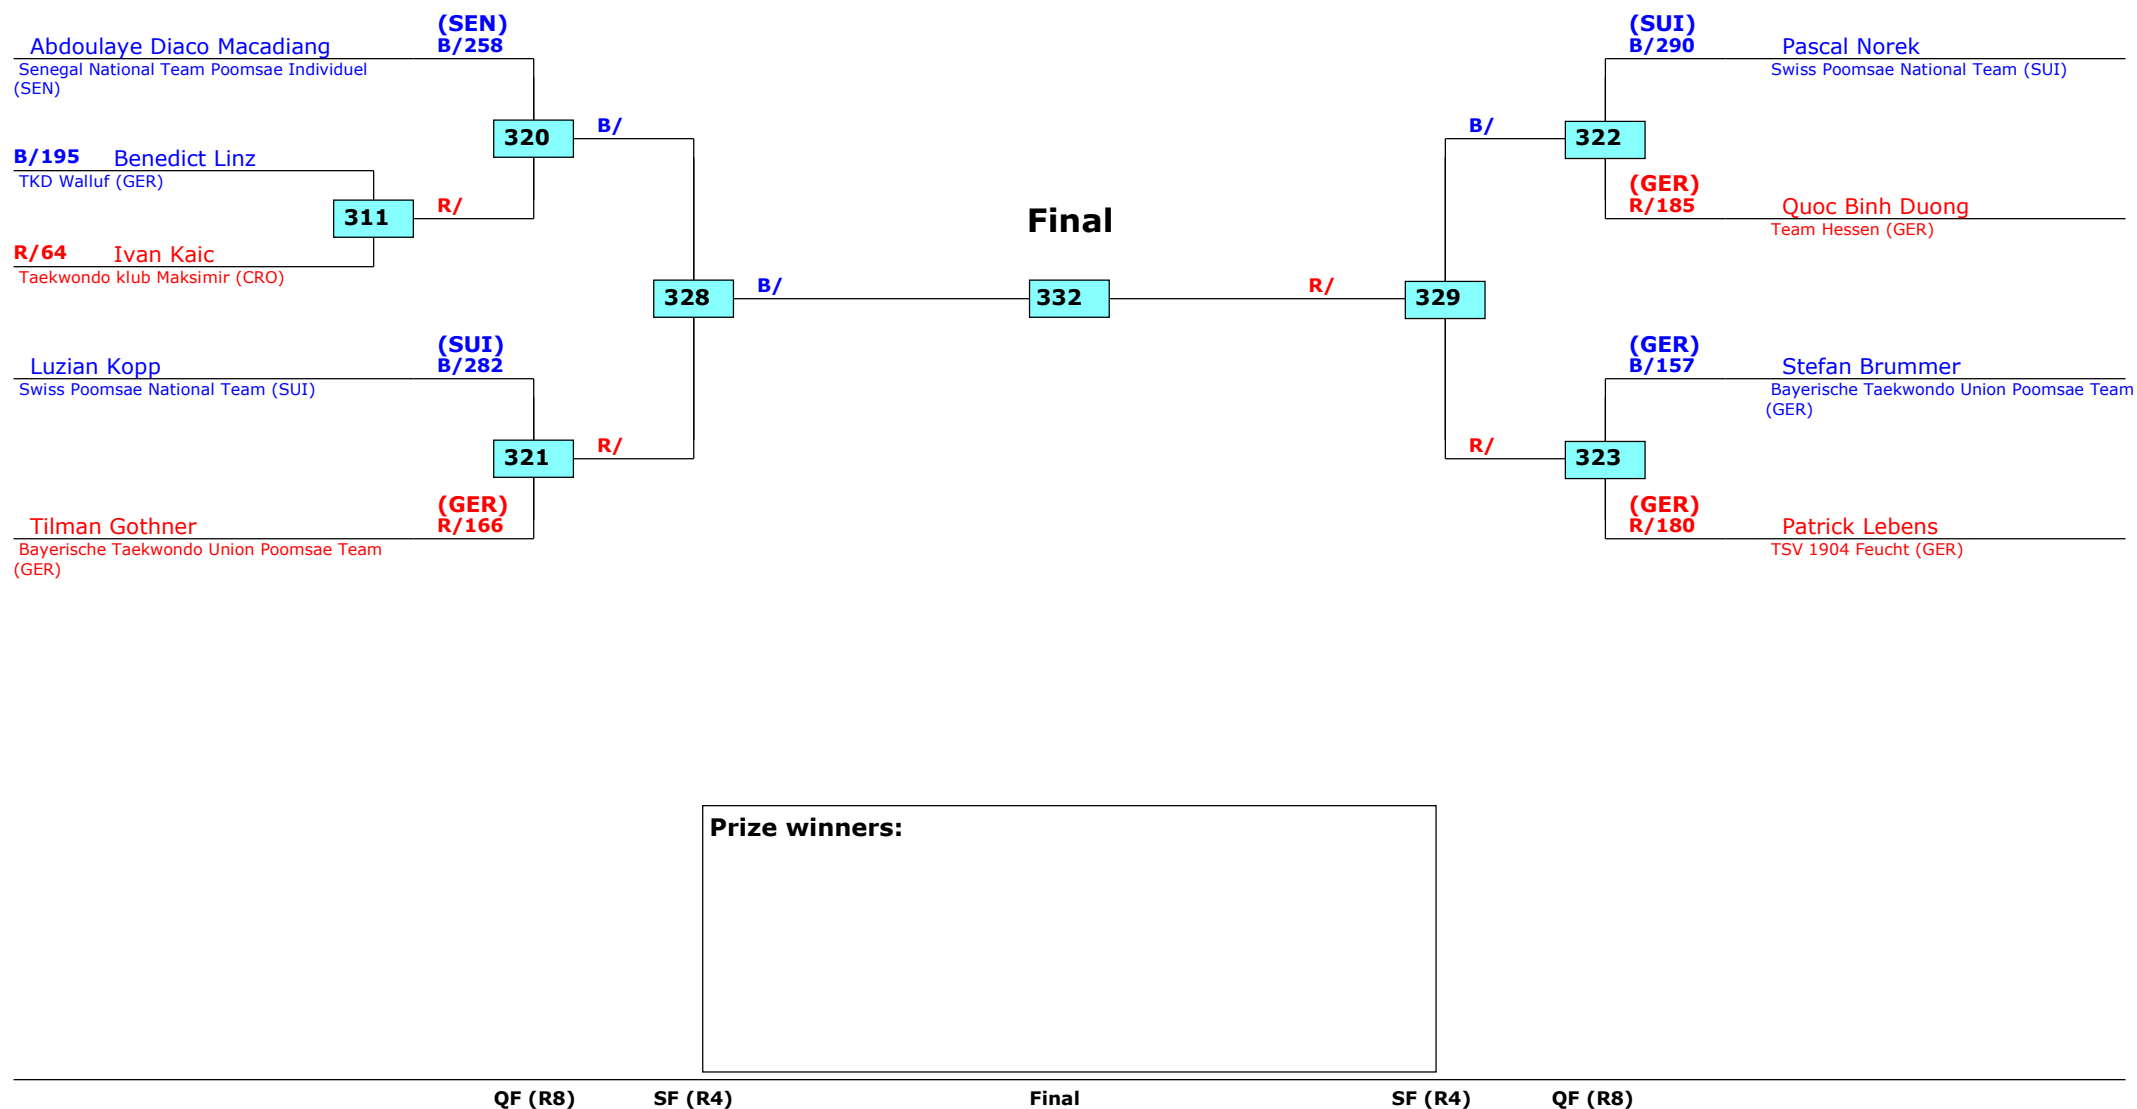 (SEN)
Abdoulaye Diaco Macadiang B/258
Senegal National Team Poomsae Individuel
(SEN)
320
B/
B/195 Benedict Linz
TKD Walluf (GER)
311
R/
R/64 Ivan Kaic
Taekwondo klub Maksimir (CRO)
328
B/
(SUI)
Luzian Kopp B/282
Swiss Poomsae National Team (SUI)
321
R/
(GER)
Tilman Gothner R/166
Bayerische Taekwondo Union Poomsae Team
(GER)
Final
332
(SUI)
B/290 Pascal Norek
Swiss Poomsae National Team (SUI)
B/
322
(GER)
R/185 Quoc Binh Duong
Team Hessen (GER)
R/
329
(GER)
B/157 Stefan Brummer
Bayerische Taekwondo Union Poomsae Team
(GER)
R/
323
(GER)
R/180 Patrick Lebens
TSV 1904 Feucht (GER)
Prize winners:
QF (R8) SF (R4) Final SF (R4) QF (R8)